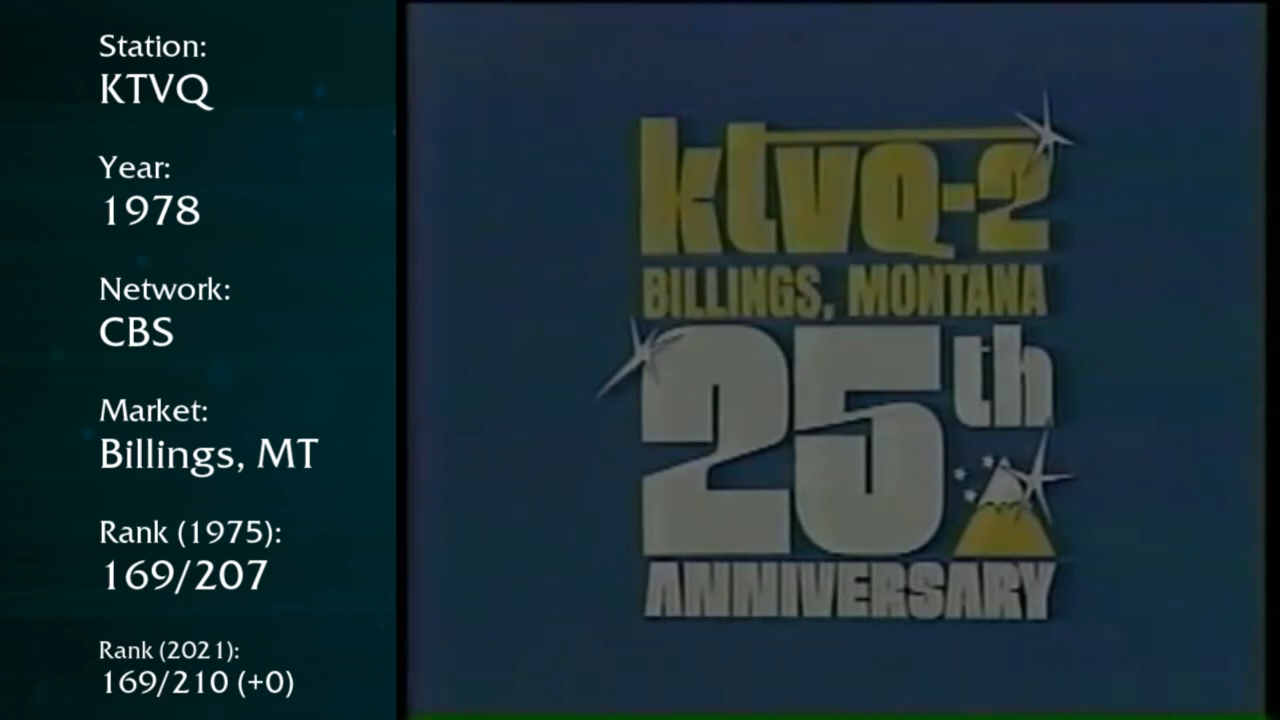 Station:
KTVQ
Year:
1978
Network:
CBS
Market:
Billings, MT
Rank (1975):
169/207
Rank (2021):
169/210 (+0)
ktvQ-2
BILLINGS, MONTANA
25th
ANNIVERSARY